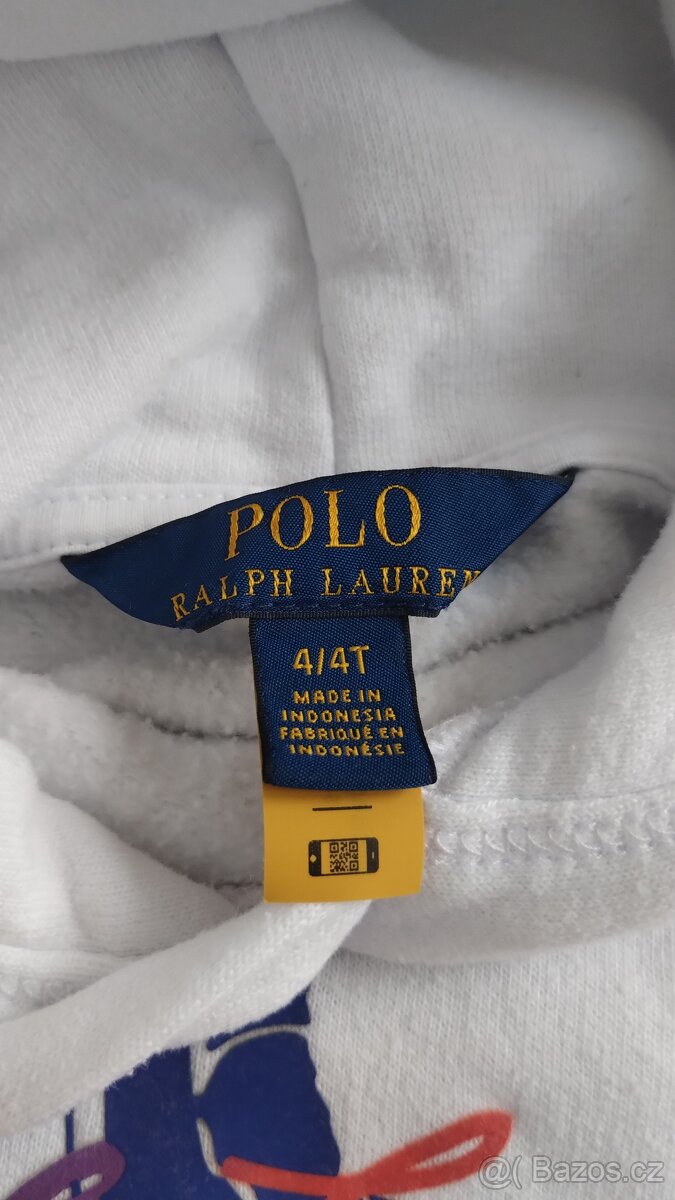 POLO
RALPH LAUREN
4/4T
MADE IN
INDONESIA
FABRIQUÉ EN
INDONÉSIE
@( Bazos.cz